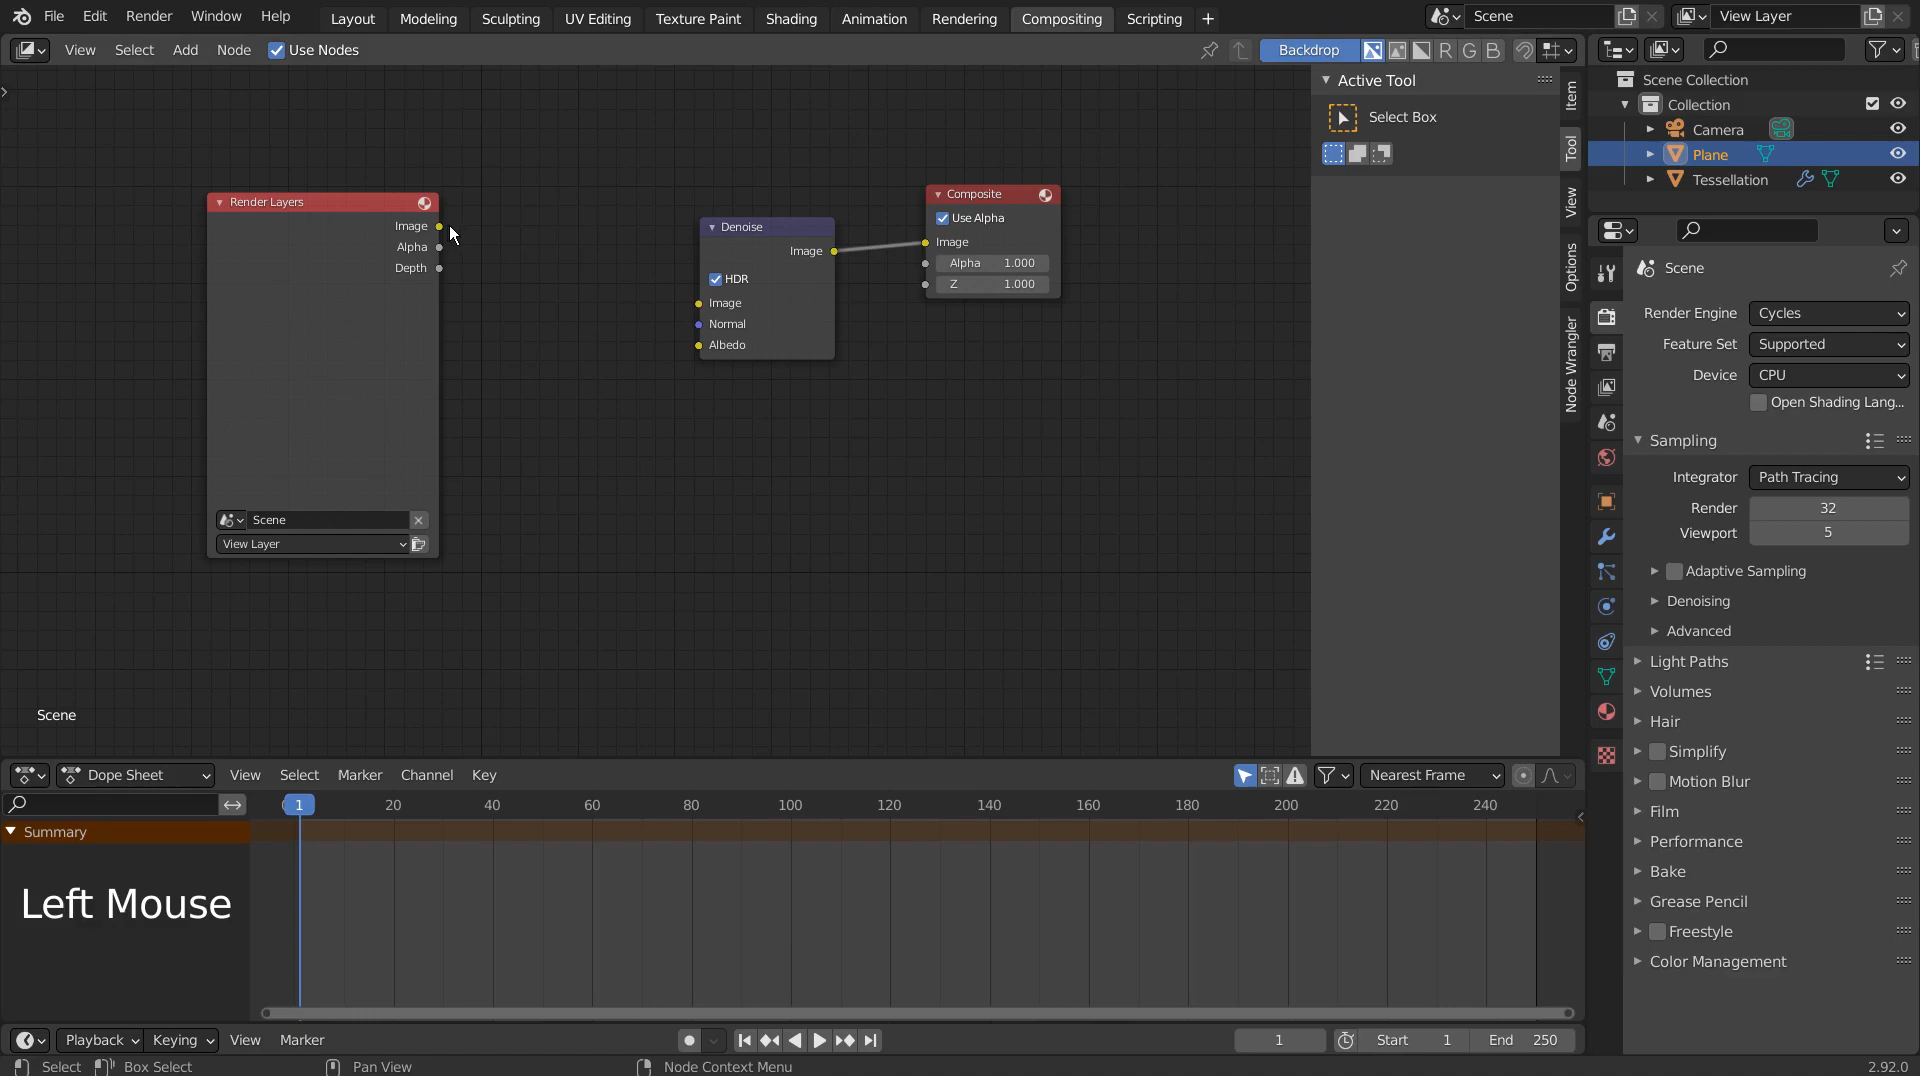 File Edit Render Window Help Layout Modeling Sculpting UV Editing Texture Paint Shading Animation Rendering Compositing Scripting + Scene View Layer
View Select Add Node Use Nodes Backdrop R G B
Active Tool
Select Box
Item
Tool
View
Options
Node Wrangler
Render Layers
Image
Alpha
Depth
Scene
View Layer
Denoise
Image
HDR
Image
Normal
Albedo
Composite
Use Alpha
Image
Alpha 1.000
Z 1.000
Scene
Scene Collection
Collection
Camera
Plane
Tessellation
Scene
Render Engine Cycles
Feature Set Supported
Device CPU
Open Shading Lang...
Sampling
Integrator Path Tracing
Render 32
Viewport 5
Adaptive Sampling
Denoising
Advanced
Light Paths
Volumes
Hair
Simplify
Motion Blur
Film
Performance
Bake
Grease Pencil
Freestyle
Color Management
Dope Sheet View Select Marker Channel Key Nearest Frame
1 20 40 60 80 100 120 140 160 180 200 220 240
Summary
Left Mouse
Playback Keying View Marker 1 Start 1 End 250
Select Box Select Pan View Node Context Menu 2.92.0